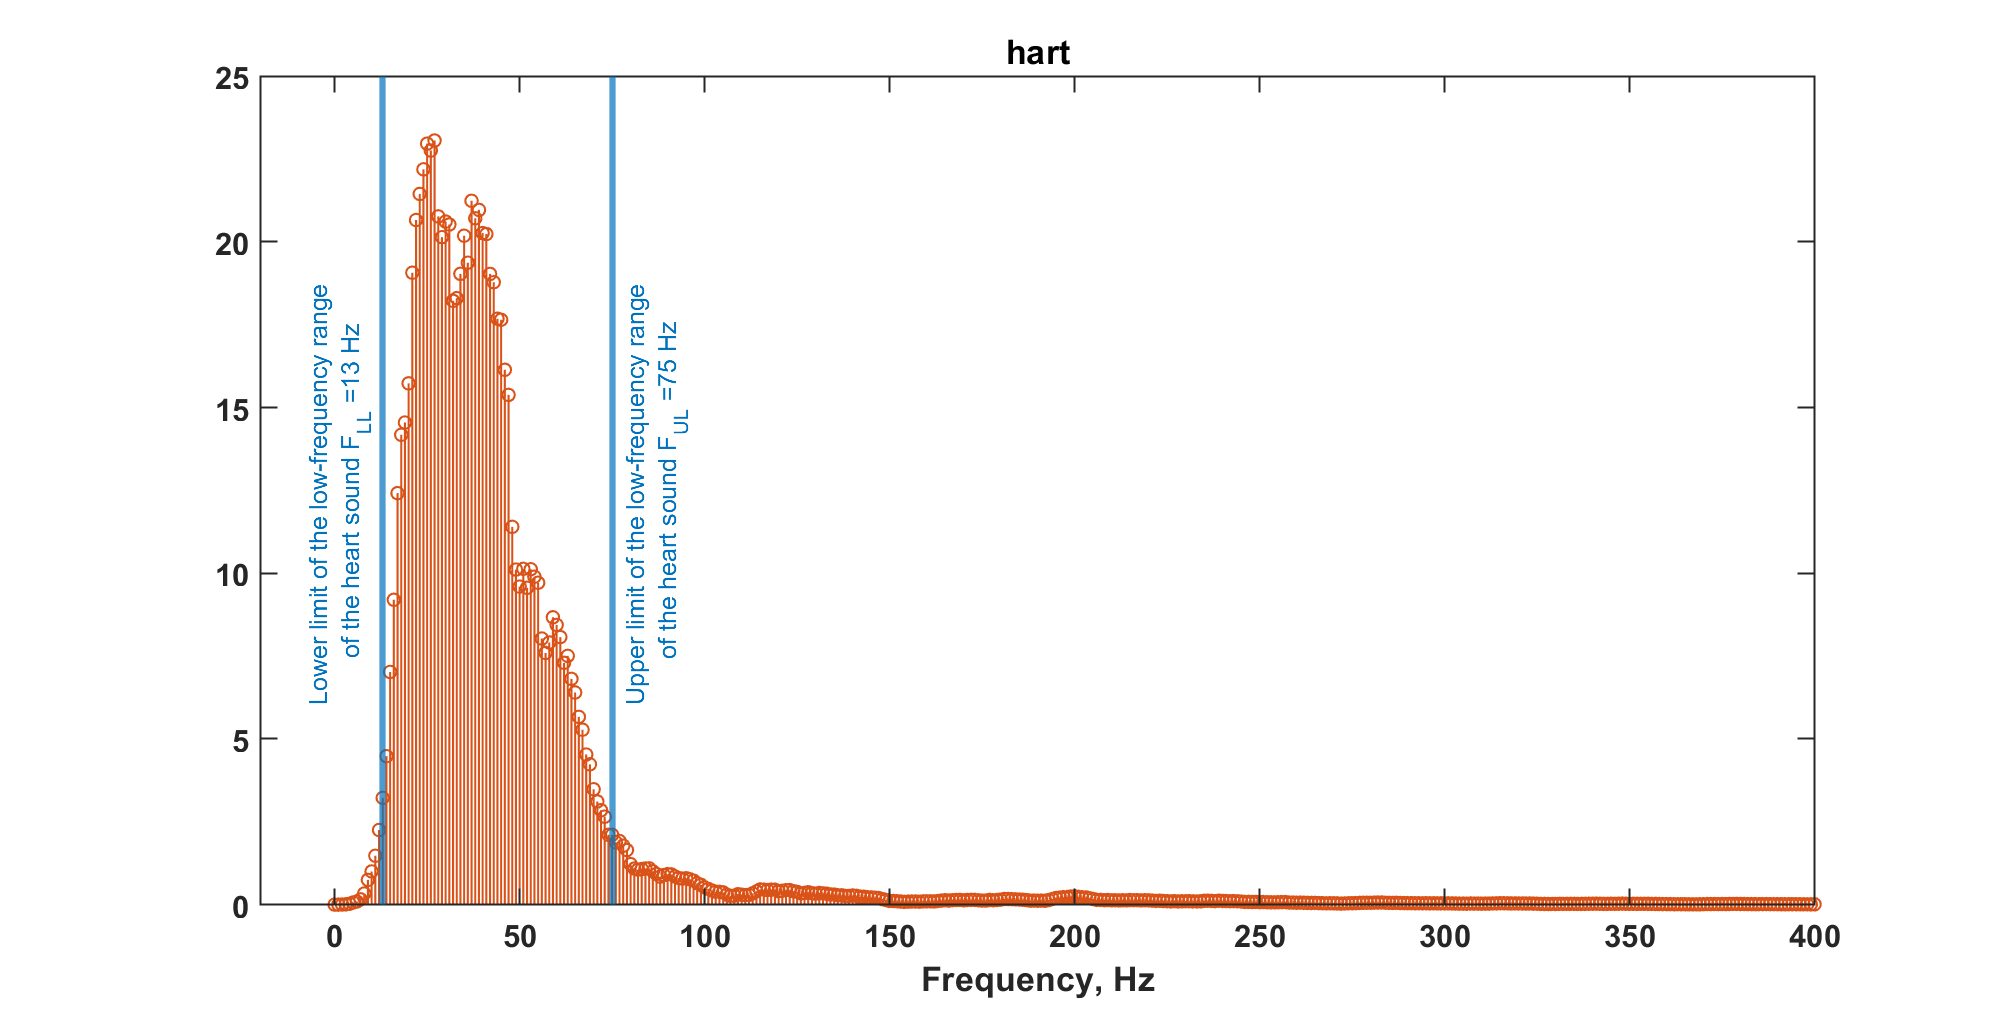 hart
25
20
15
10
5
0
Lower limit of the low-frequency range
of the heart sound F_LL =13 Hz
Upper limit of the low-frequency range
of the heart sound F_UL =75 Hz
0 50 100 150 200 250 300 350 400
Frequency, Hz